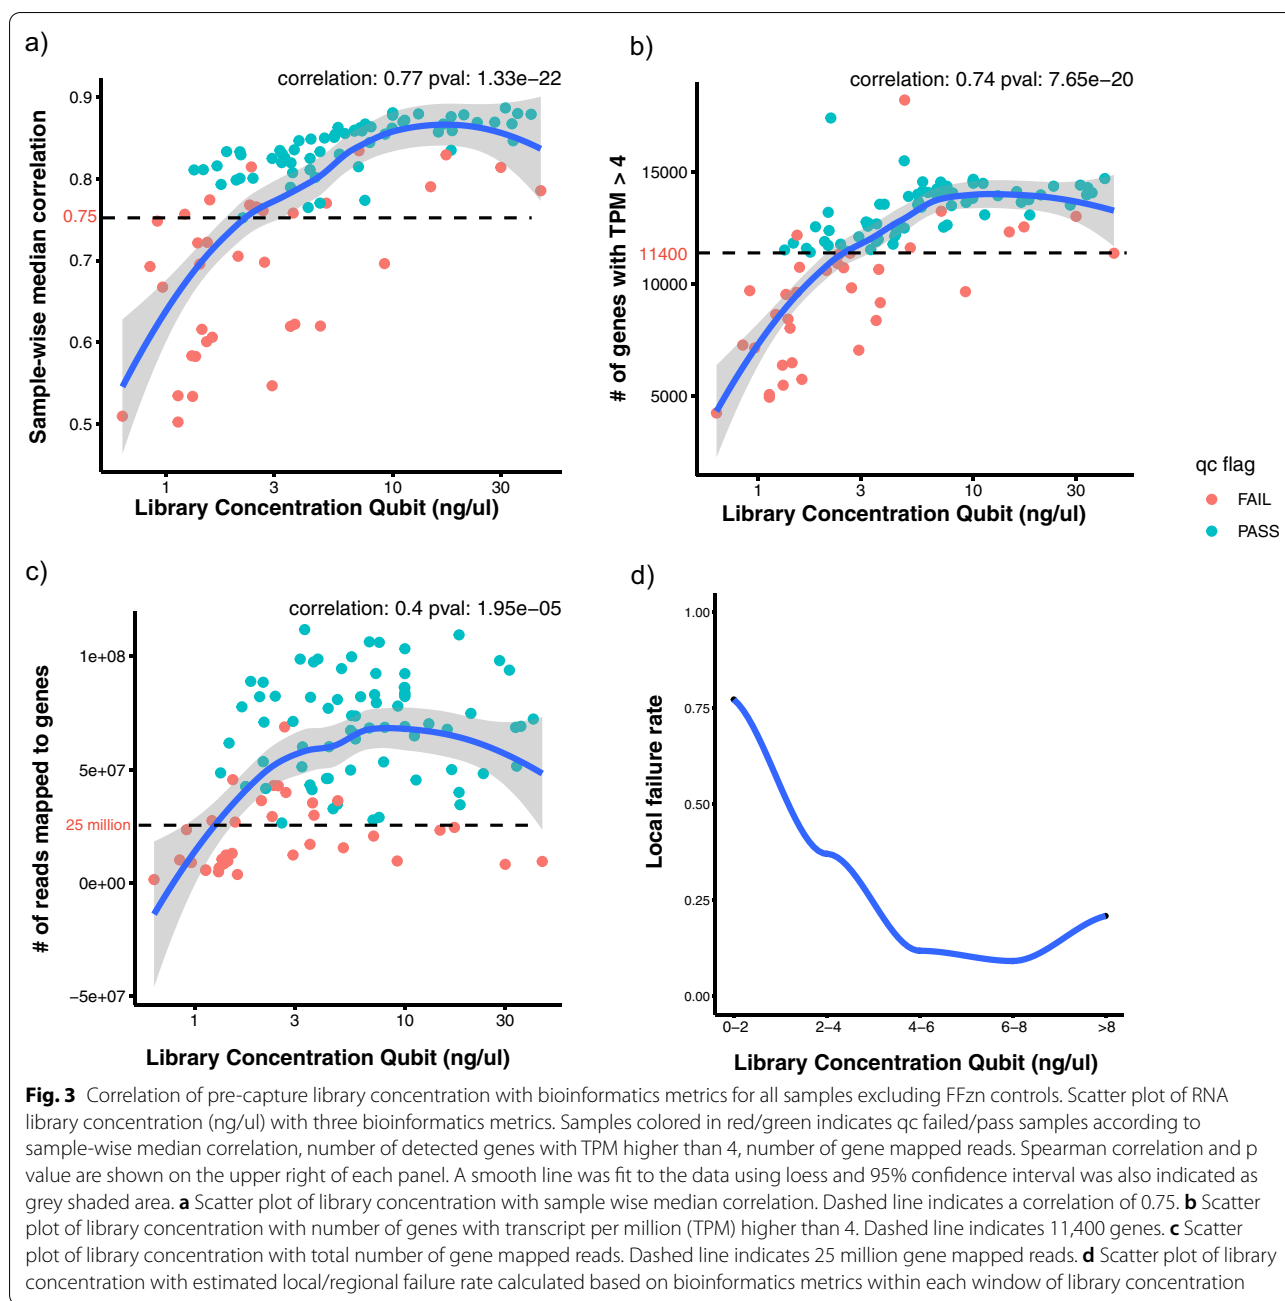 a)
correlation: 0.77 pval: 1.33e−22
Sample-wise median correlation
0.9
0.8
0.75
0.7
0.6
0.5
1
3
10
30
Library Concentration Qubit (ng/ul)
b)
correlation: 0.74 pval: 7.65e−20
# of genes with TPM > 4
15000
11400
10000
5000
1
3
10
30
Library Concentration Qubit (ng/ul)
qc flag
FAIL
PASS
c)
correlation: 0.4 pval: 1.95e−05
# of reads mapped to genes
1e+08
5e+07
25 million
0e+00
−5e+07
1
3
10
30
Library Concentration Qubit (ng/ul)
d)
Local failure rate
1.00
0.75
0.50
0.25
0.00
0−2
2−4
4−6
6−8
>8
Library Concentration Qubit (ng/ul)
Fig. 3 Correlation of pre-capture library concentration with bioinformatics metrics for all samples excluding FFzn controls. Scatter plot of RNA
library concentration (ng/ul) with three bioinformatics metrics. Samples colored in red/green indicates qc failed/pass samples according to
sample-wise median correlation, number of detected genes with TPM higher than 4, number of gene mapped reads. Spearman correlation and p
value are shown on the upper right of each panel. A smooth line was fit to the data using loess and 95% confidence interval was also indicated as
grey shaded area. a Scatter plot of library concentration with sample wise median correlation. Dashed line indicates a correlation of 0.75. b Scatter
plot of library concentration with number of genes with transcript per million (TPM) higher than 4. Dashed line indicates 11,400 genes. c Scatter
plot of library concentration with total number of gene mapped reads. Dashed line indicates 25 million gene mapped reads. d Scatter plot of library
concentration with estimated local/regional failure rate calculated based on bioinformatics metrics within each window of library concentration